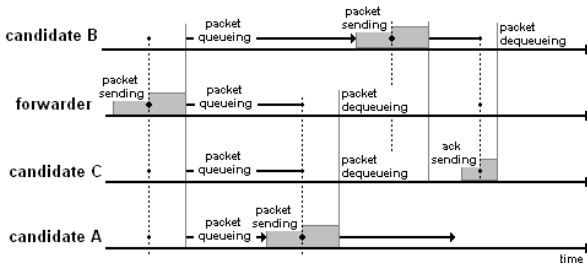 packet
queueing
packet
sending
packet
dequeueing
candidate B
packet
sending
packet
queueing
packet
dequeueing
forwarder
packet
queueing
packet
dequeueing
ack
sending
candidate C
packet
queueing
packet
sending
candidate A
time